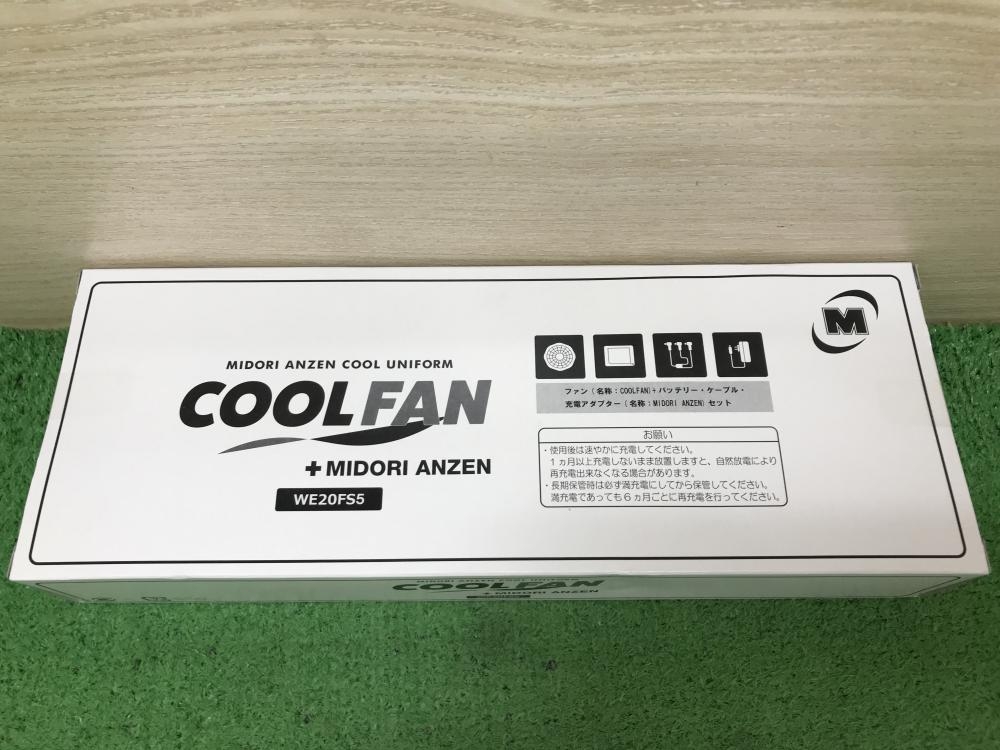 MIDORI ANZEN COOL UNIFORM
COOLFAN
+MIDORI ANZEN
WE20FS5
M
ファン(名称:COOLFAN)+バッテリー・ケーブル・
充電アダプター(名称:MIDORI ANZEN)セット
お願い
・使用後は速やかに充電してください。
1ヵ月以上充電しないまま放置しますと、自然放電により
再充電出来なくなる場合があります。
・長期保管時は必ず満充電にしてから保管してください。
満充電であっても6ヵ月ごとに再充電を行ってください。
MIDORI ANZEN COOL UNIFORM
COOLFAN
+MIDORI ANZEN